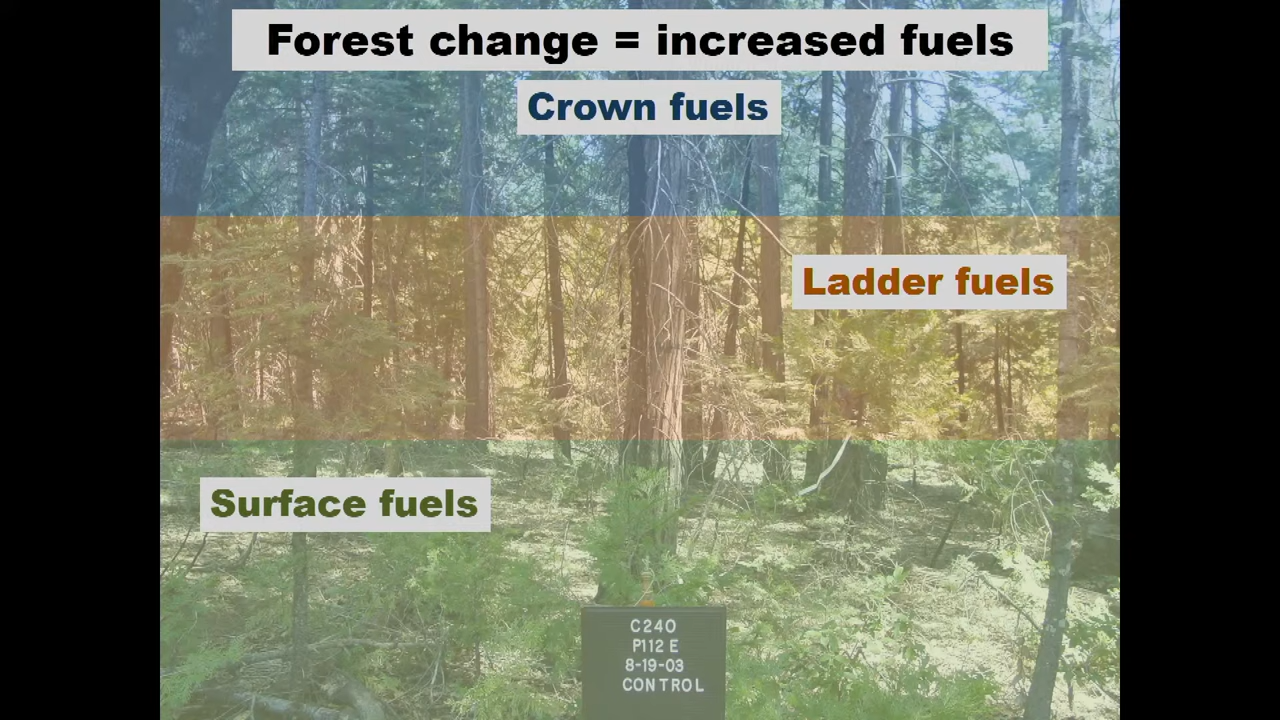 Forest change = increased fuels
Crown fuels
Ladder fuels
Surface fuels
C240
P112 E
8-19-03
CONTROL